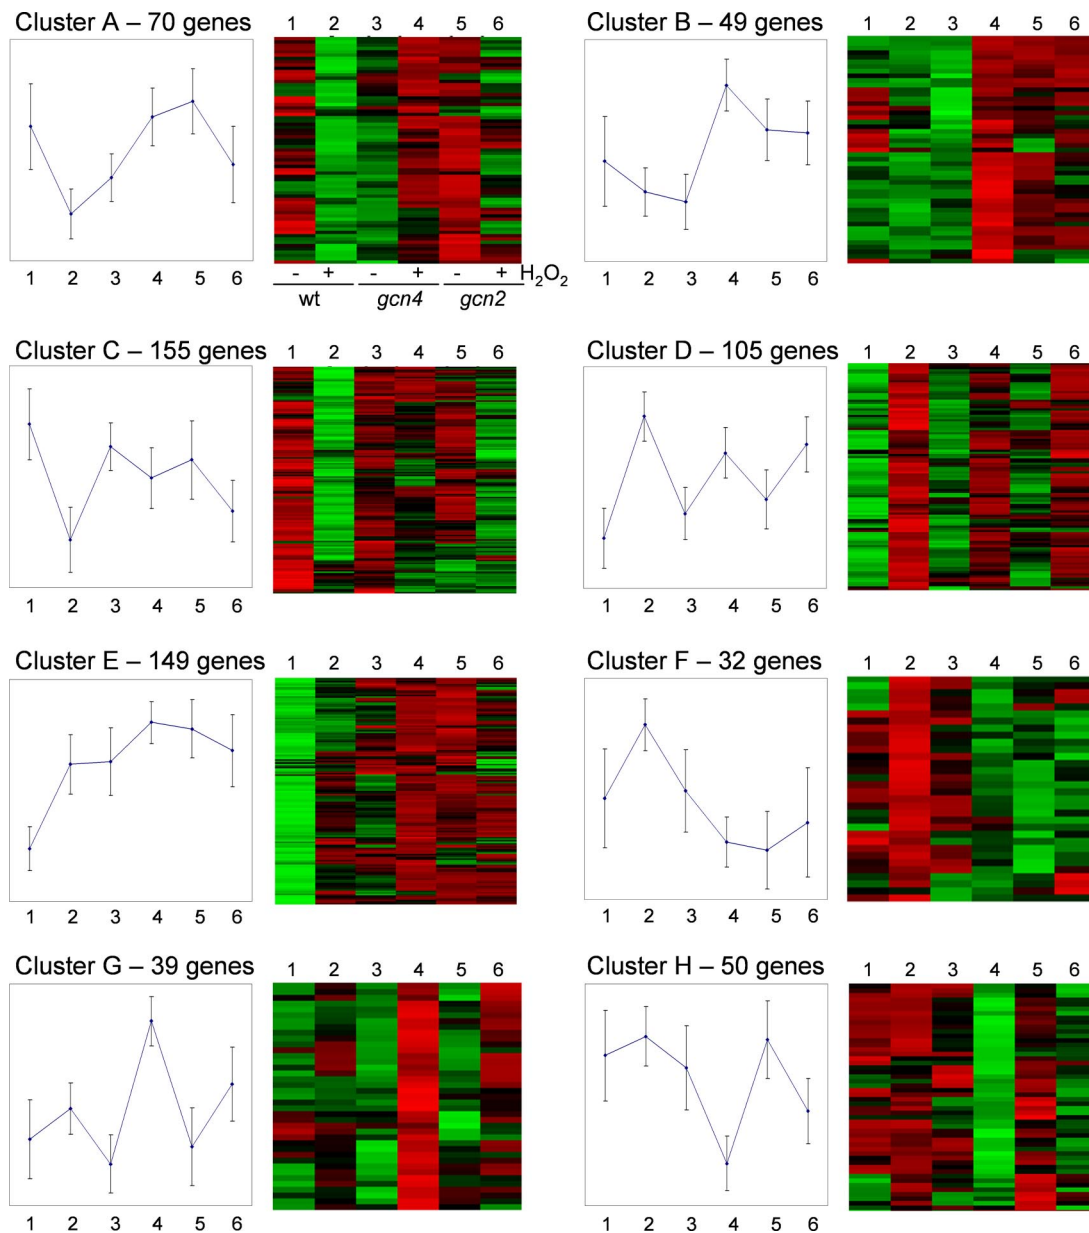 Cluster A – 70 genes
1 2 3 4 5 6
1 2 3 4 5 6
- + - + - + H₂O₂
wt gcn4 gcn2
Cluster B – 49 genes
1 2 3 4 5 6
1 2 3 4 5 6
Cluster C – 155 genes
1 2 3 4 5 6
1 2 3 4 5 6
Cluster D – 105 genes
1 2 3 4 5 6
1 2 3 4 5 6
Cluster E – 149 genes
1 2 3 4 5 6
1 2 3 4 5 6
Cluster F – 32 genes
1 2 3 4 5 6
1 2 3 4 5 6
Cluster G – 39 genes
1 2 3 4 5 6
1 2 3 4 5 6
Cluster H – 50 genes
1 2 3 4 5 6
1 2 3 4 5 6